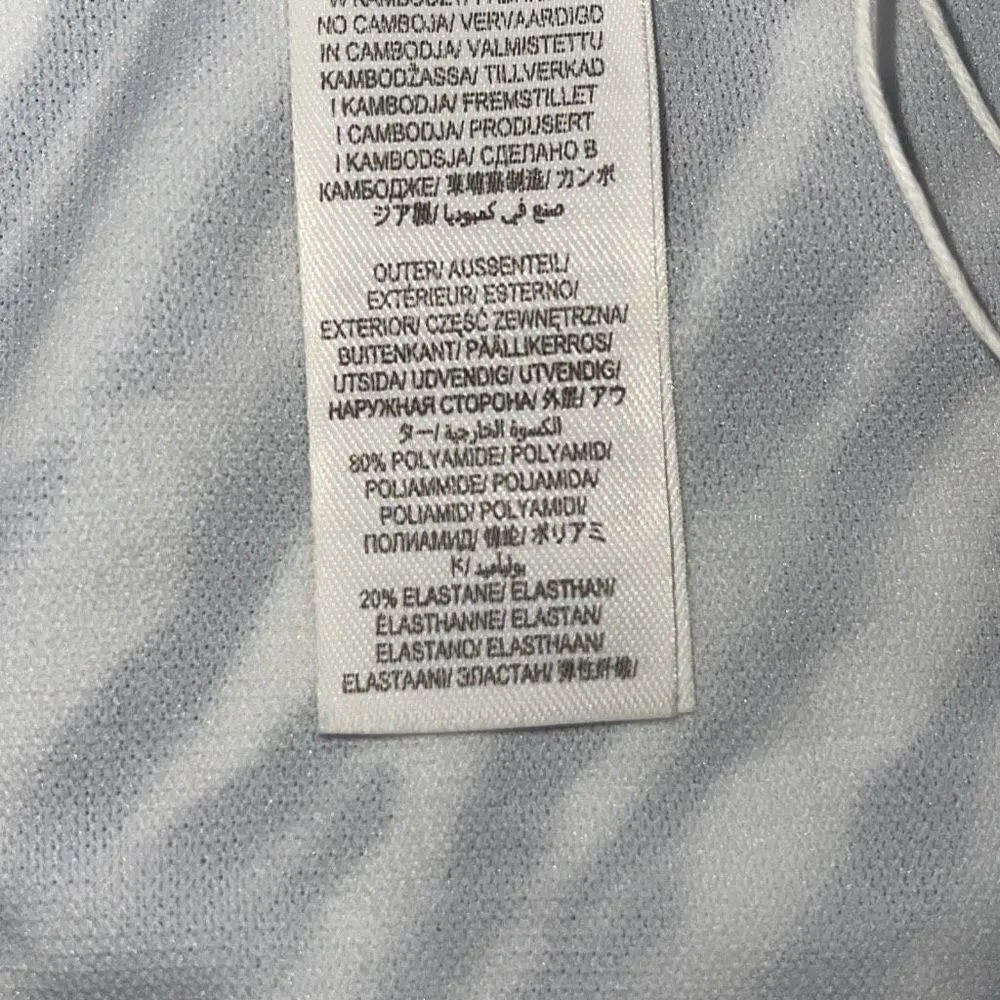 NO CAMBOJA/ VERVAARDIGD
IN CAMBODJA/ VALMISTETTU
KAMBODŽASSA/ TILLVERKAD
I KAMBODJA/ FREMSTILLET
I CAMBODJA/ PRODUSERT
I KAMBODSJA/ СДЕЛАНО В
КАМБОДЖЕ/ 柬埔寨制造/ カンボ
ジア製/ صنع في كمبوديا
OUTER/ AUSSENTEIL/
EXTÉRIEUR/ ESTERNO/
EXTERIOR/ CZĘŚĆ ZEWNĘTRZNA/
BUITENKANT/ PÄÄLLIKERROS/
UTSIDA/ UDVENDIG/ UTVENDIG/
НАРУЖНАЯ СТОРОНА/ 外层/ アウ
ター/ الكسوة الخارجية
80% POLYAMIDE/ POLYAMID/
POLIAMMIDE/ POLIAMIDA/
POLIAMID/ POLYAMIDI/
ПОЛИАМИД/ 锦纶/ ポリアミ
ド/ بولياميد
20% ELASTANE/ ELASTHAN/
ÉLASTHANNE/ ELASTAN/
ELASTANO/ ELASTHAAN/
ELASTAANI/ ЭЛАСТАН/ 弹性纤维/